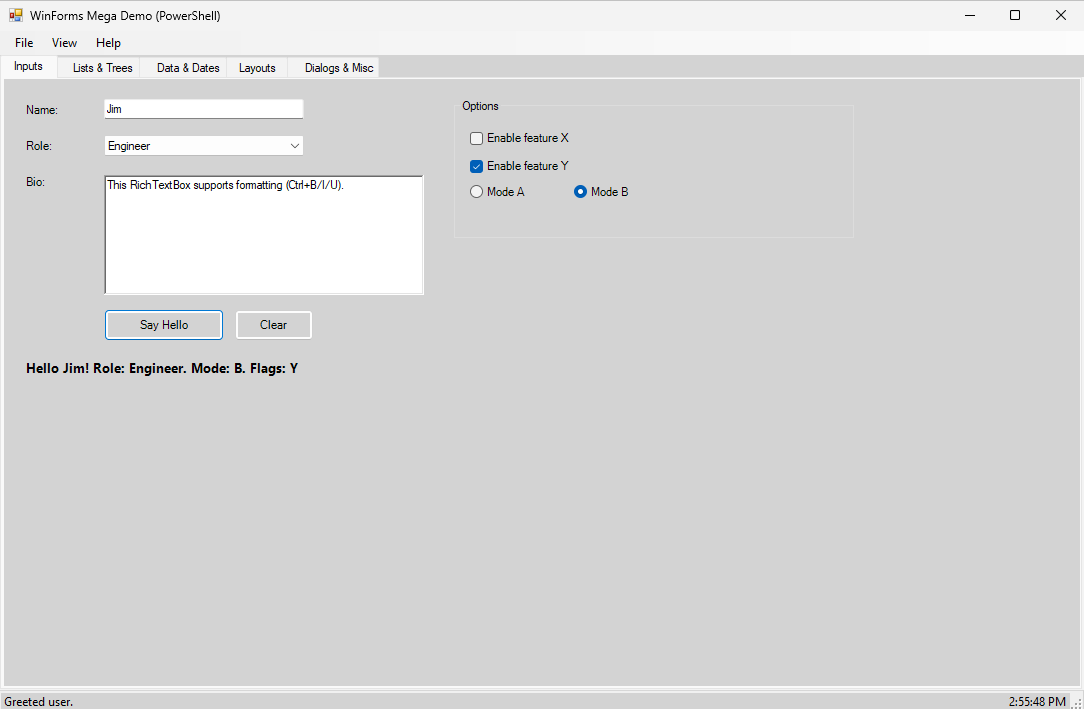 WinForms Mega Demo (PowerShell)
File View Help
Inputs Lists & Trees Data & Dates Layouts Dialogs & Misc
Name: Jim
Role: Engineer
Bio: This RichTextBox supports formatting (Ctrl+B/I/U).
Options
Enable feature X
Enable feature Y
Mode A Mode B
Say Hello Clear
Hello Jim! Role: Engineer. Mode: B. Flags: Y
Greeted user. 2:55:48 PM